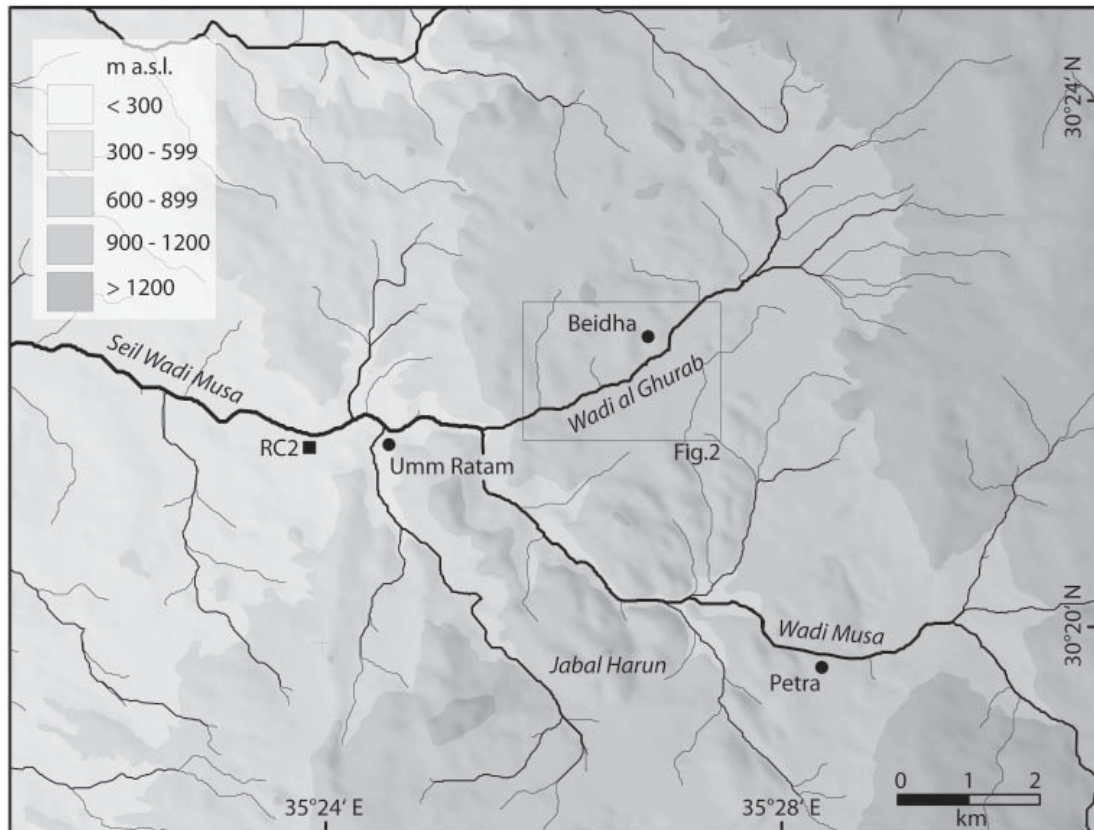 m a.s.l.
< 300
300 - 599
600 - 899
900 - 1200
> 1200
30°24‘ N
Beidha
Seil Wadi Musa
Wadi al Ghurab
RC2
Umm Ratam
Fig.2
30°20‘ N
Wadi Musa
Jabal Harun
Petra
0 1 2
km
35°24‘ E
35°28‘ E